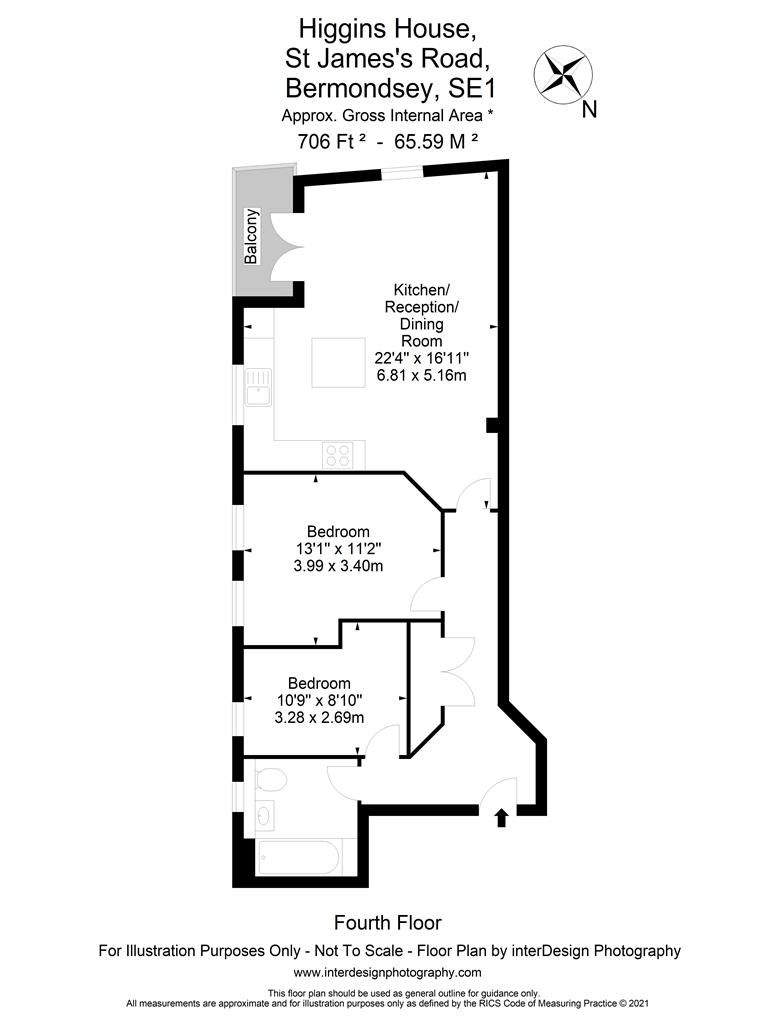 Higgins House,
St James's Road,
Bermondsey, SE1
Approx. Gross Internal Area *
706 Ft ² - 65.59 M ²
N
Balcony
Kitchen/
Reception/
Dining
Room
22'4" x 16'11"
6.81 x 5.16m
Bedroom
13'1" x 11'2"
3.99 x 3.40m
Bedroom
10'9" x 8'10"
3.28 x 2.69m
Fourth Floor
For Illustration Purposes Only - Not To Scale - Floor Plan by interDesign Photography
www.interdesignphotography.com
This floor plan should be used as general outline for guidance only.
All measurements are approximate and for illustration purposes only as defined by the RICS Code of Measuring Practice © 2021